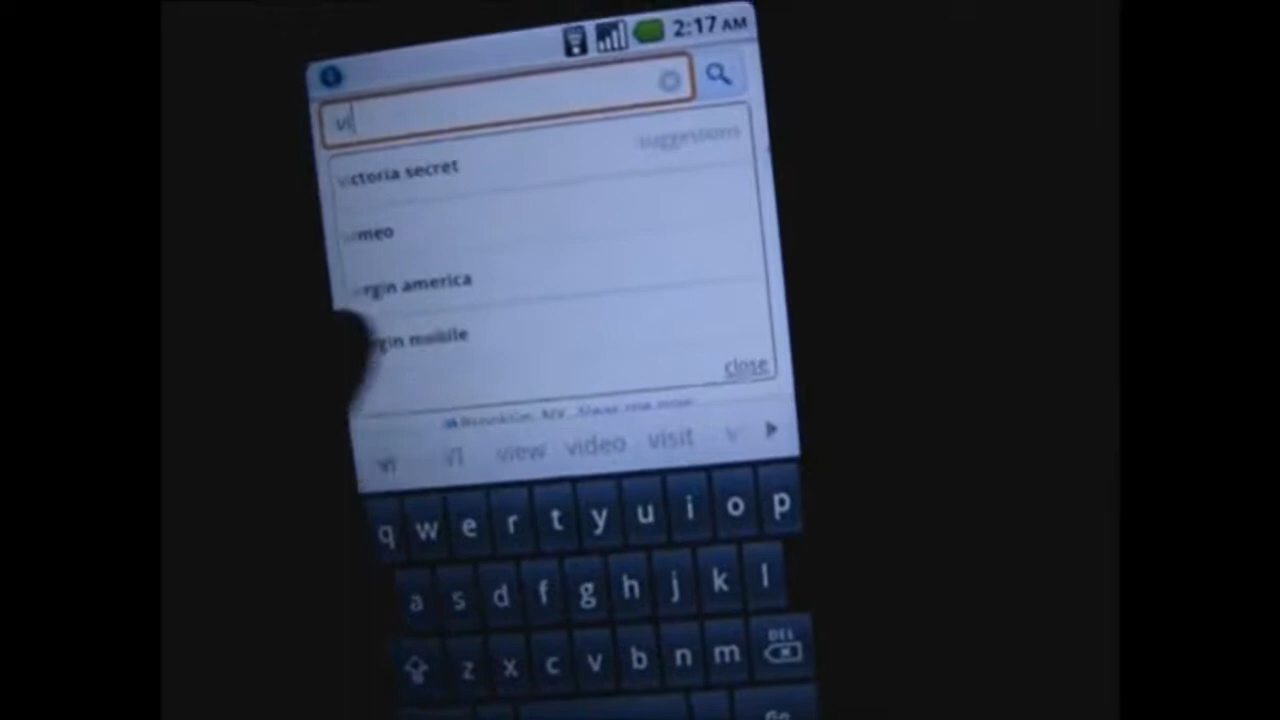 2:17 AM
vi
suggestions
victoria secret
vimeo
virgin america
virgin mobile
close
vi view video visit v
q w e r t y u i o p
a s d f g h j k l
z x c v b n m DEL
Go